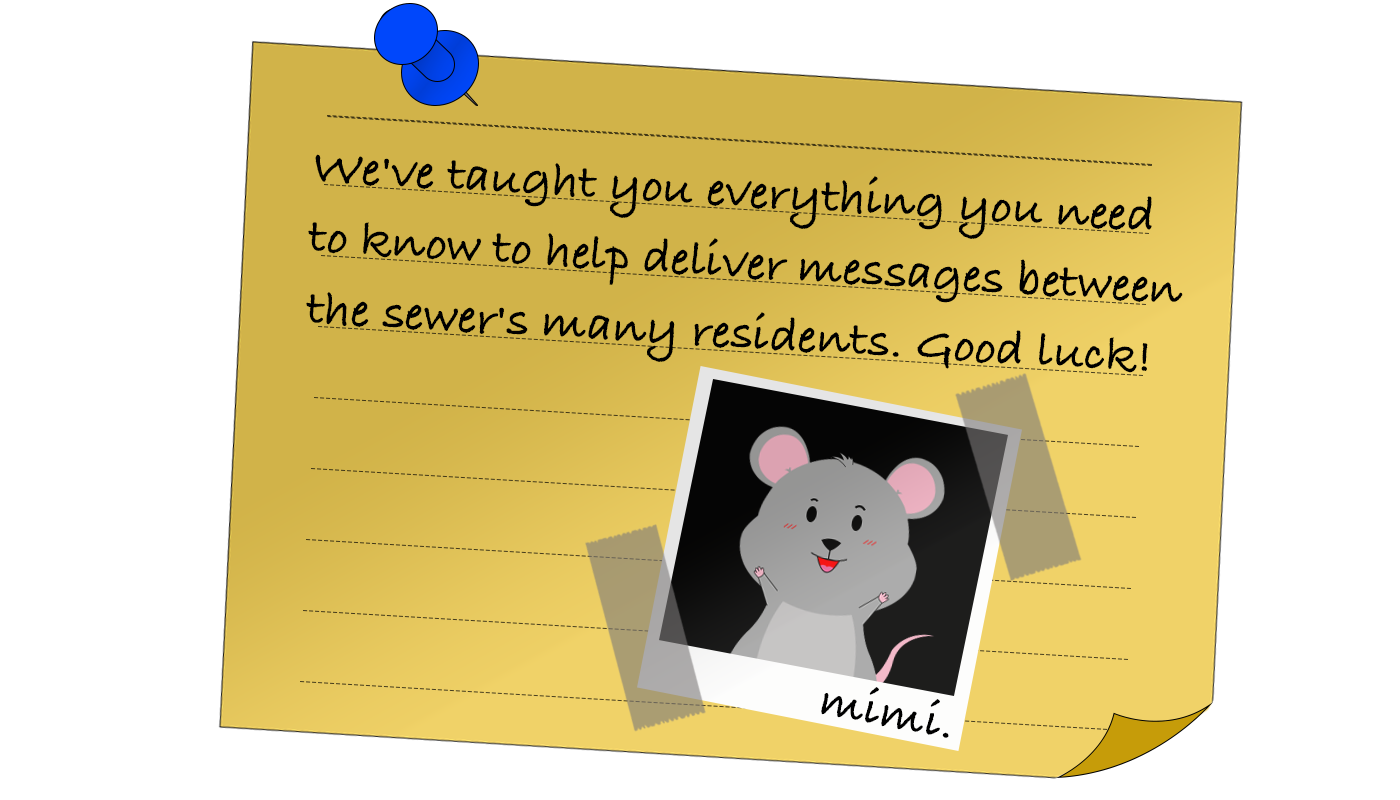 We've taught you everything you need
to know to help deliver messages between
the sewer's many residents. Good luck!
mimi.